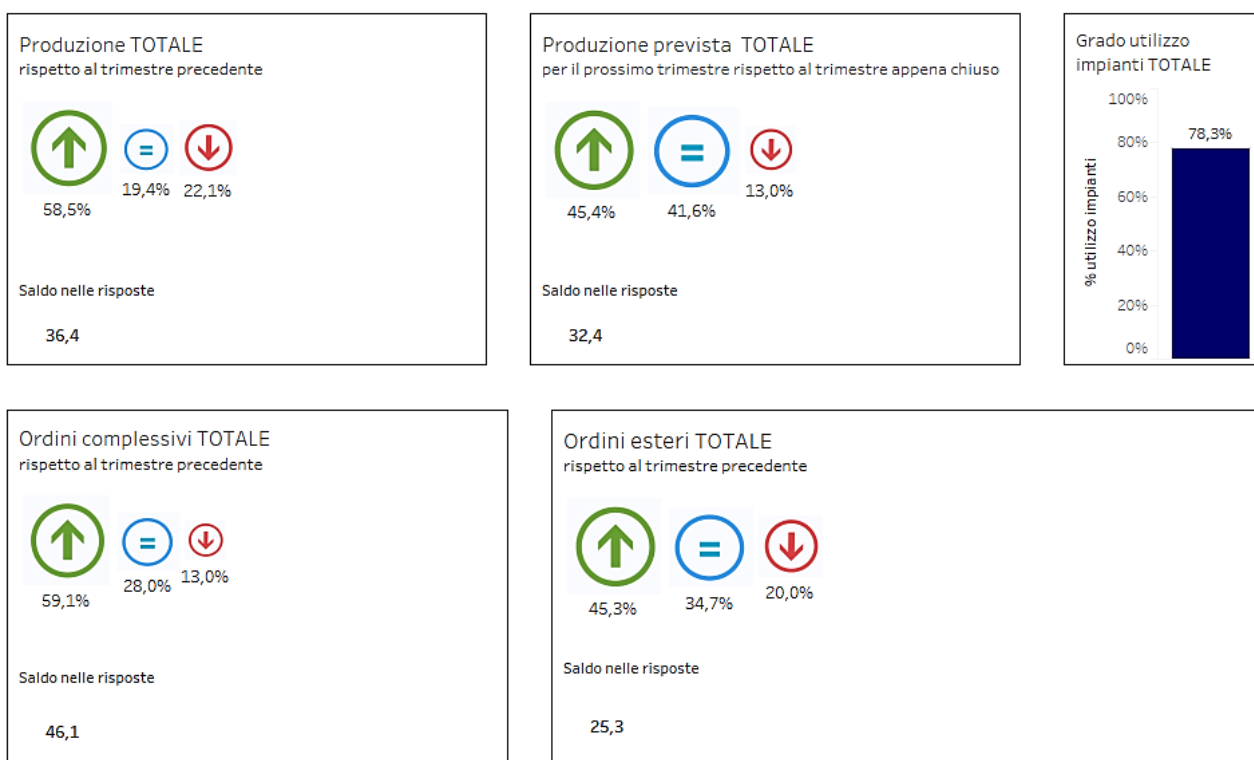 Produzione TOTALE
rispetto al trimestre precedente
=
58,5%
19,4%
22,1%
Saldo nelle risposte
36,4
Produzione prevista TOTALE
per il prossimo trimestre rispetto al trimestre appena chiuso
=
45,4%
41,6%
13,0%
Saldo nelle risposte
32,4
Grado utilizzo
impianti TOTALE
% utilizzo impianti
100%
80%
60%
40%
20%
0%
78,3%
Ordini complessivi TOTALE
rispetto al trimestre precedente
=
59,1%
28,0%
13,0%
Saldo nelle risposte
46,1
Ordini esteri TOTALE
rispetto al trimestre precedente
=
45,3%
34,7%
20,0%
Saldo nelle risposte
25,3